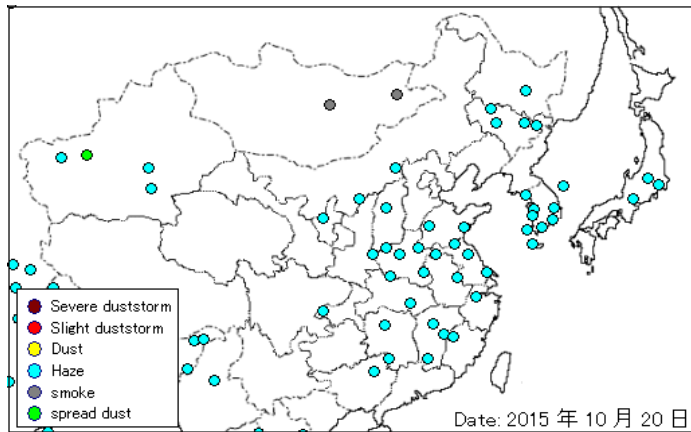 Severe duststorm
Slight duststorm
Dust
Haze
smoke
spread dust
Date: 2015 年 10 月 20 日